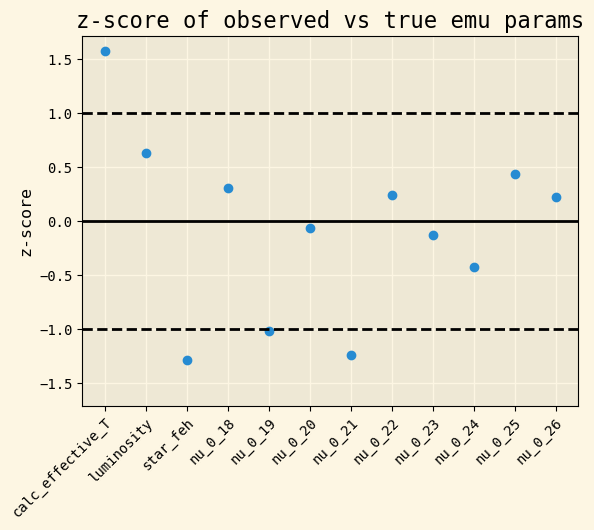 z-score of observed vs true emu params
z-score
1.5
1.0
0.5
0.0
−0.5
−1.0
−1.5
calc_effective_T
luminosity
star_feh
nu_0_18
nu_0_19
nu_0_20
nu_0_21
nu_0_22
nu_0_23
nu_0_24
nu_0_25
nu_0_26